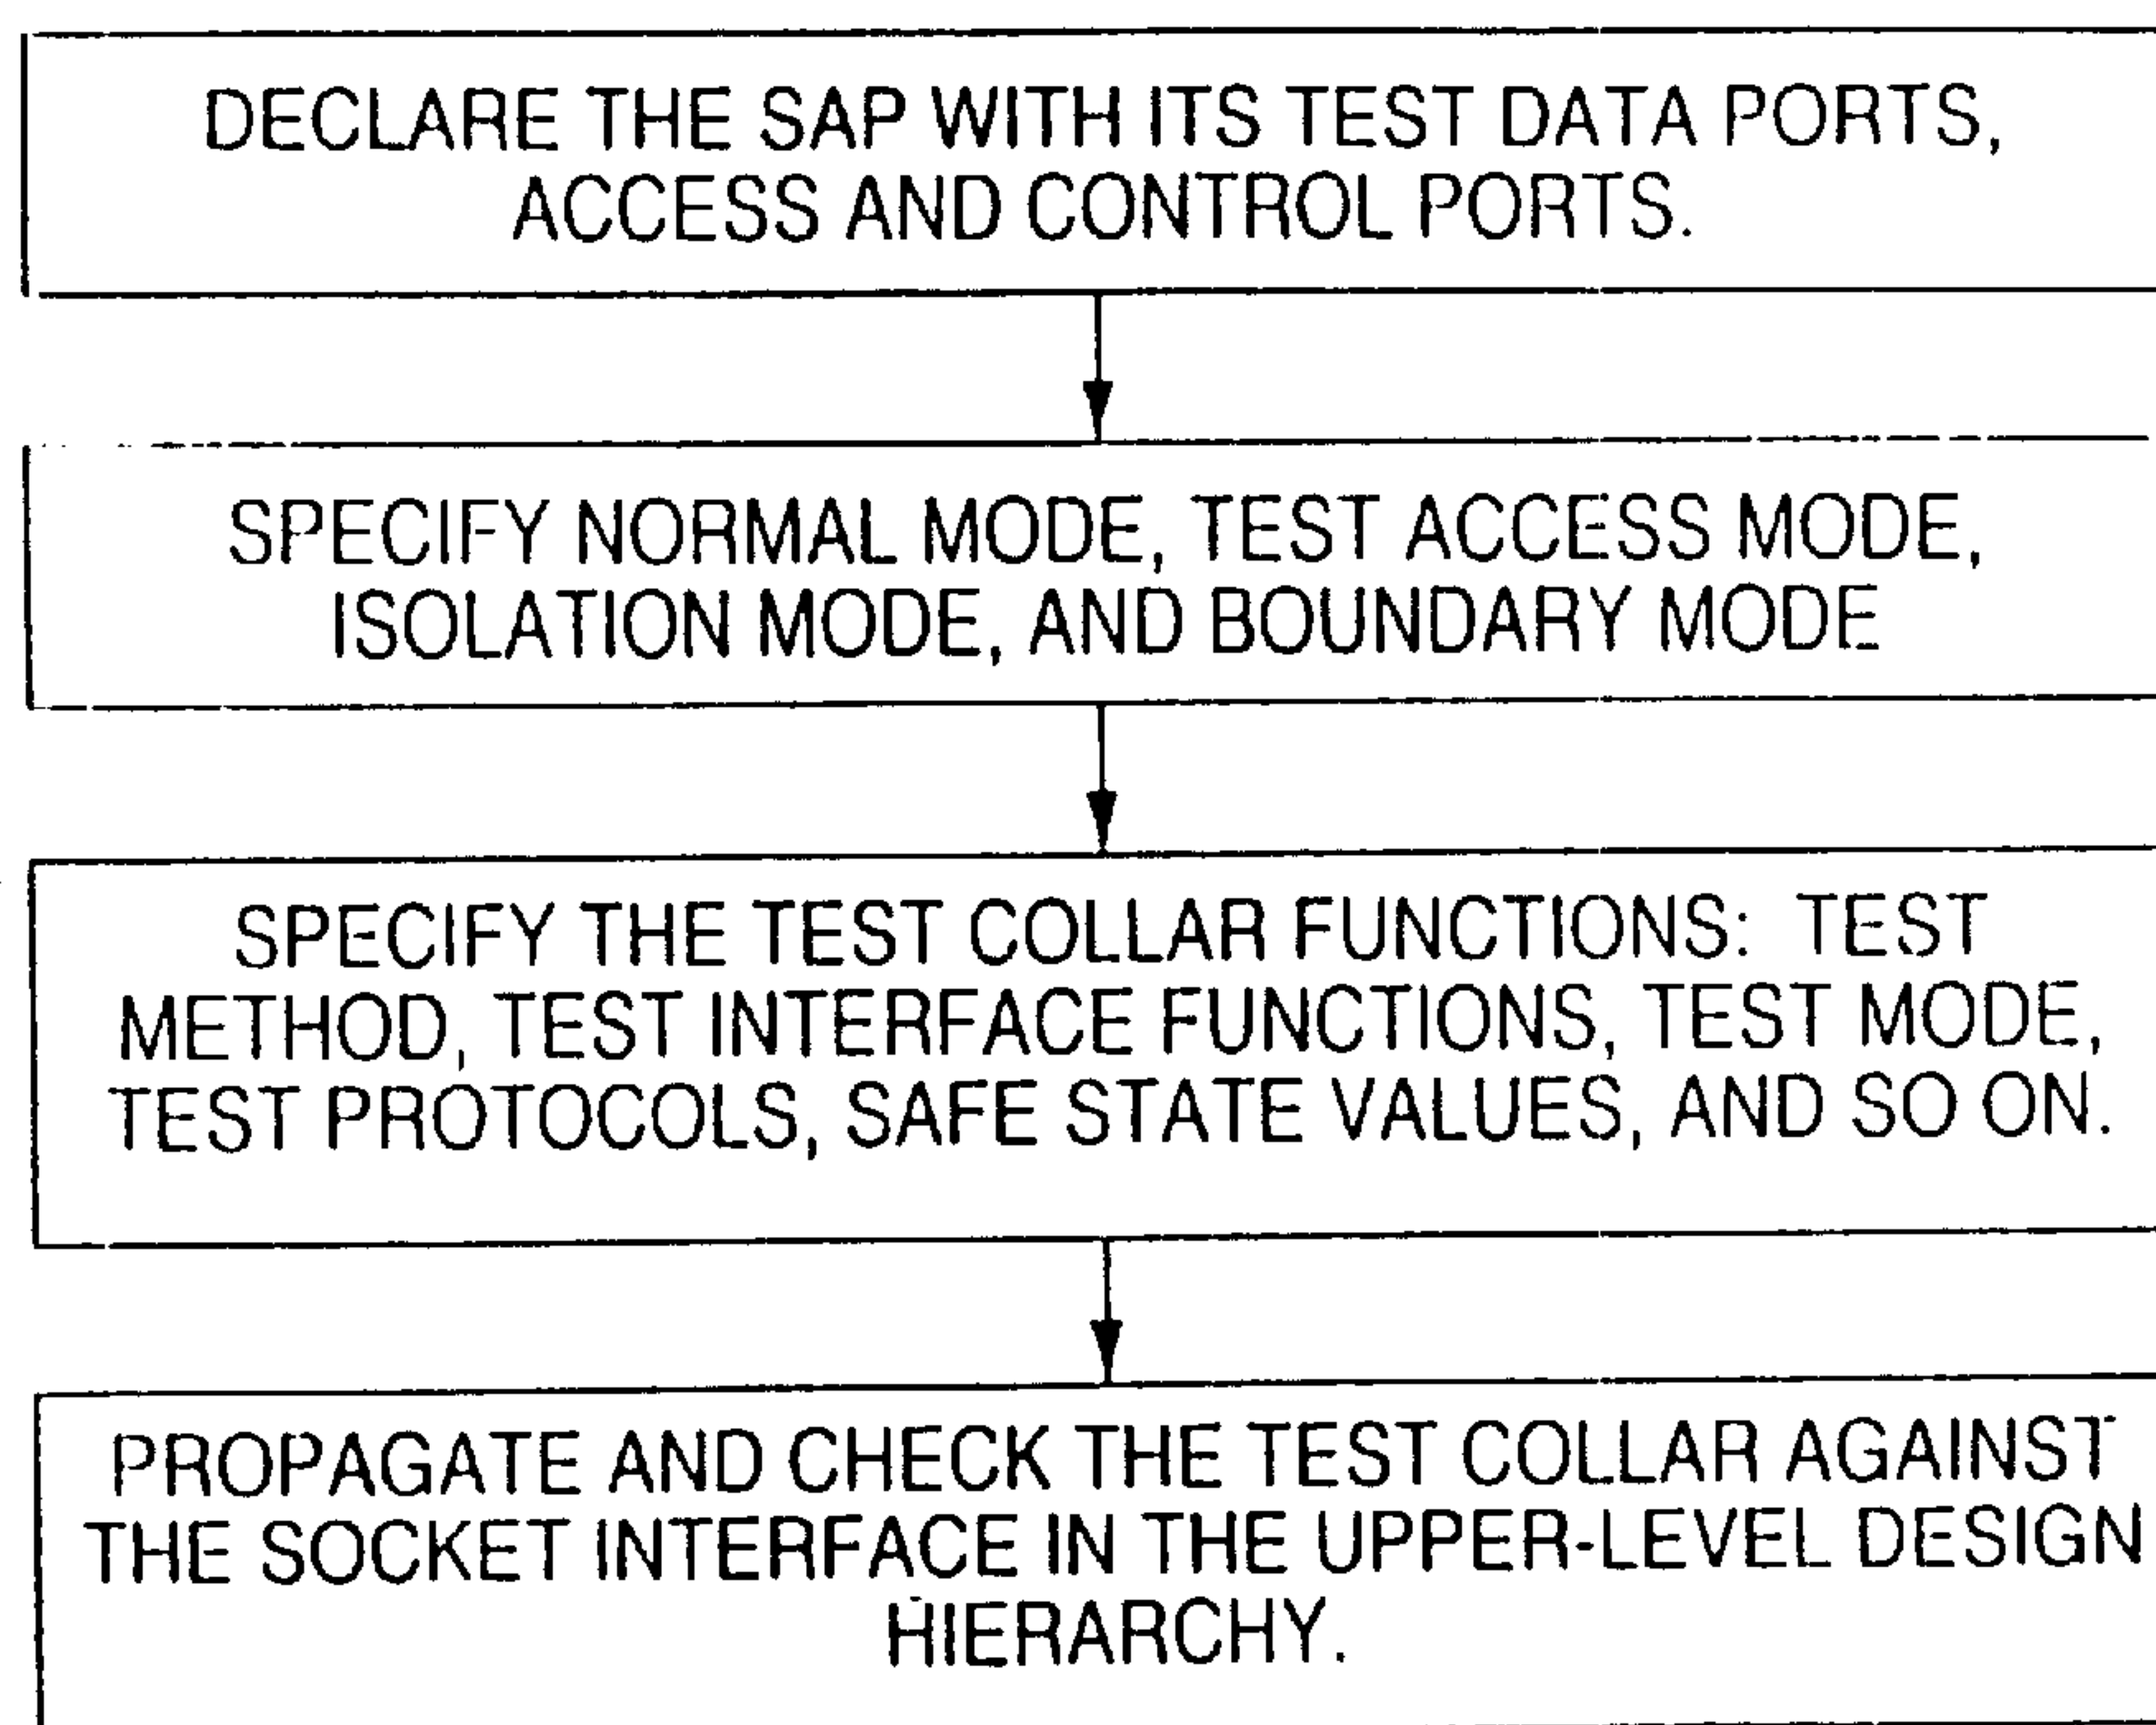 DECLARE THE SAP WITH ITS TEST DATA PORTS,
ACCESS AND CONTROL PORTS.
SPECIFY NORMAL MODE, TEST ACCESS MODE,
ISOLATION MODE, AND BOUNDARY MODE
SPECIFY THE TEST COLLAR FUNCTIONS: TEST
METHOD, TEST INTERFACE FUNCTIONS, TEST MODE,
TEST PROTOCOLS, SAFE STATE VALUES, AND SO ON.
PROPAGATE AND CHECK THE TEST COLLAR AGAINST
THE SOCKET INTERFACE IN THE UPPER-LEVEL DESIGN
HIERARCHY.